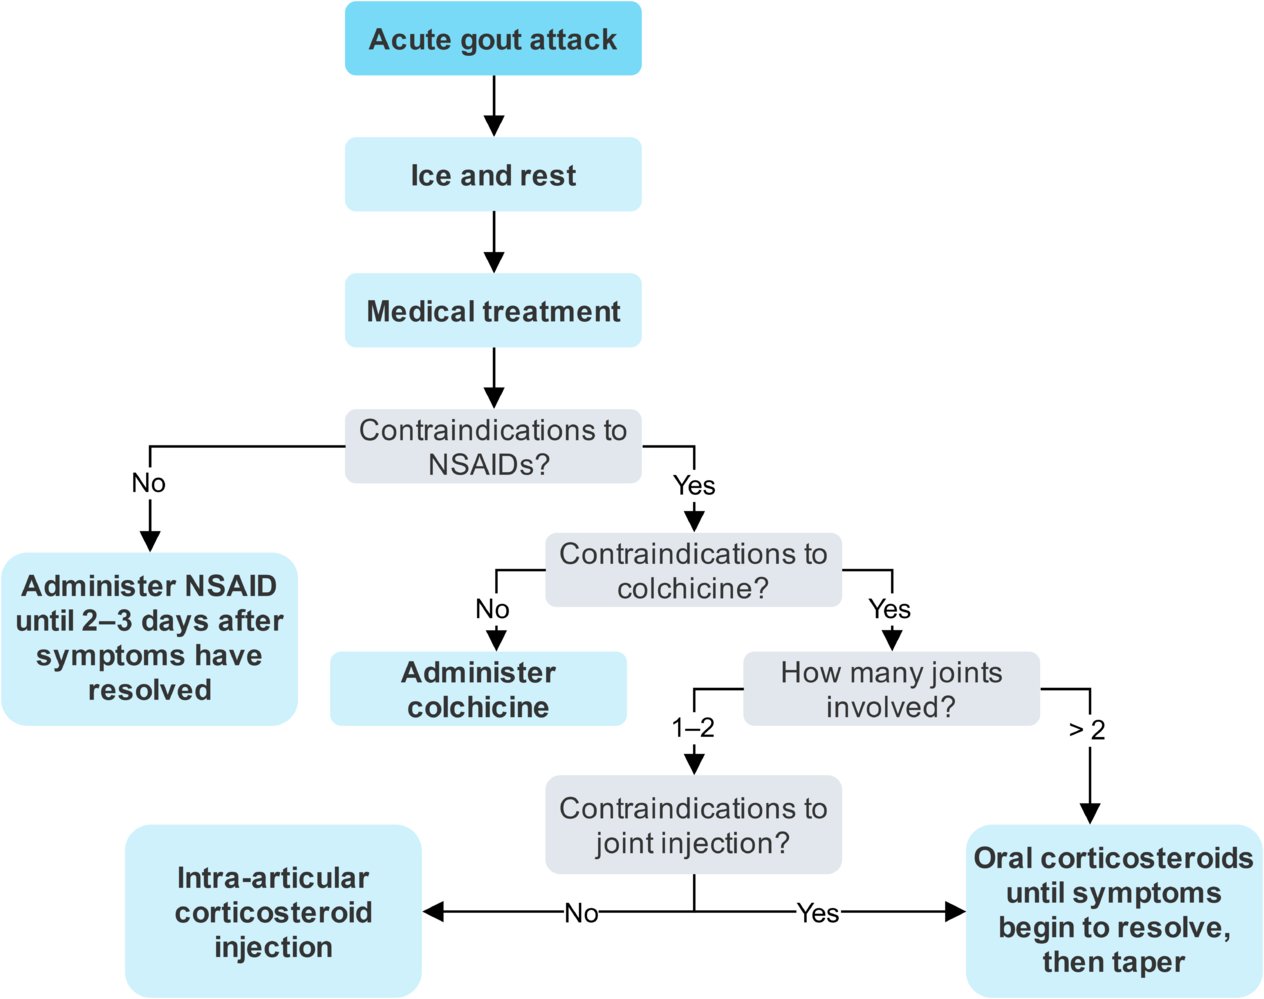 Acute gout attack
Ice and rest
Medical treatment
Contraindications to
NSAIDs?
No
Yes
Administer NSAID
until 2–3 days after
symptoms have
resolved
Contraindications to
colchicine?
No
Yes
Administer
colchicine
How many joints
involved?
1–2
> 2
Contraindications to
joint injection?
Intra-articular
corticosteroid
injection
No
Yes
Oral corticosteroids
until symptoms
begin to resolve,
then taper